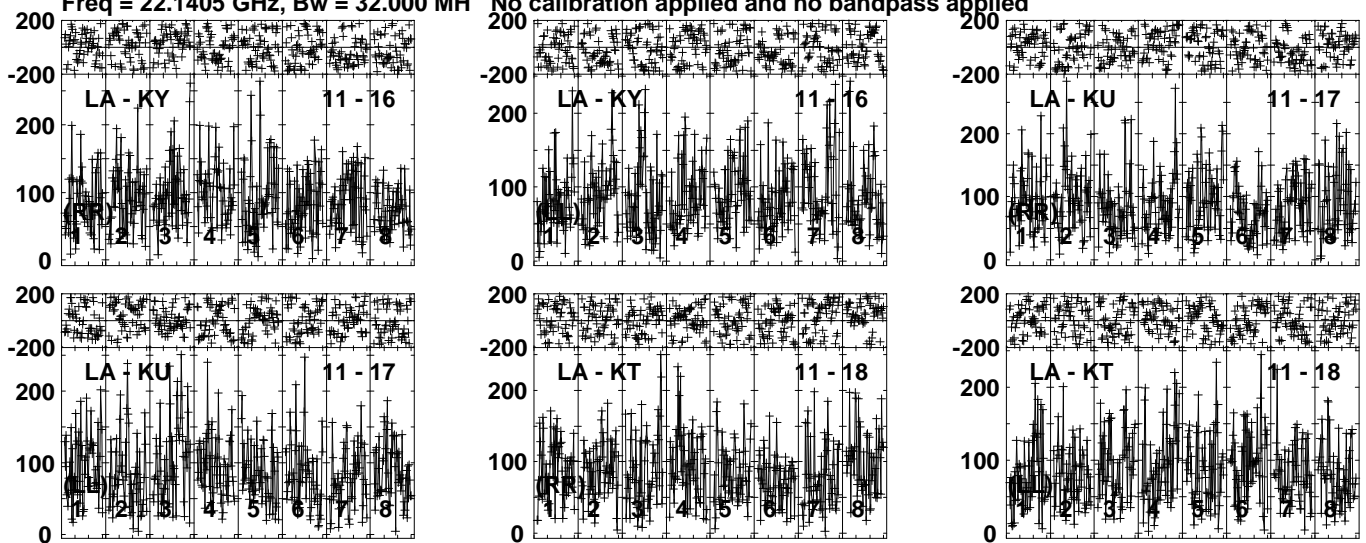 Freq = 22.1405 GHz, Bw = 32.000 MH No calibration applied and no bandpass applied
200
-200
LA - KY 11 - 16
200
100
(RR)
1 2 3 4 5 6 7 8
0
200
-200
LA - KY 11 - 16
200
100
(LL)
1 2 3 4 5 6 7 8
0
200
-200
LA - KU 11 - 17
200
100
(RR)
1 2 3 4 5 6 7 8
0
200
-200
LA - KU 11 - 17
200
100
(LL)
1 2 3 4 5 6 7 8
0
200
-200
LA - KT 11 - 18
200
100
(RR)
1 2 3 4 5 6 7 8
0
200
-200
LA - KT 11 - 18
200
100
(LL)
1 2 3 4 5 6 7 8
0